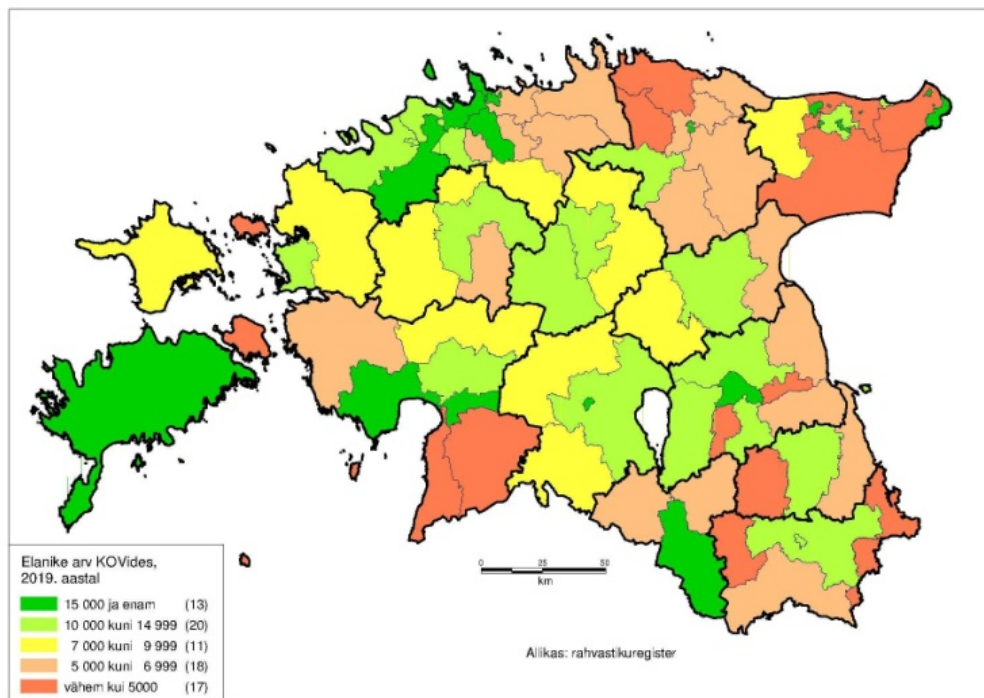 0 25 50
km
Elanike arv KOVides,
2019. aastal
15 000 ja enam (13)
10 000 kuni 14 999 (20)
7 000 kuni 9 999 (11)
5 000 kuni 6 999 (18)
vähem kui 5000 (17)
Allikas: rahvastikuregister